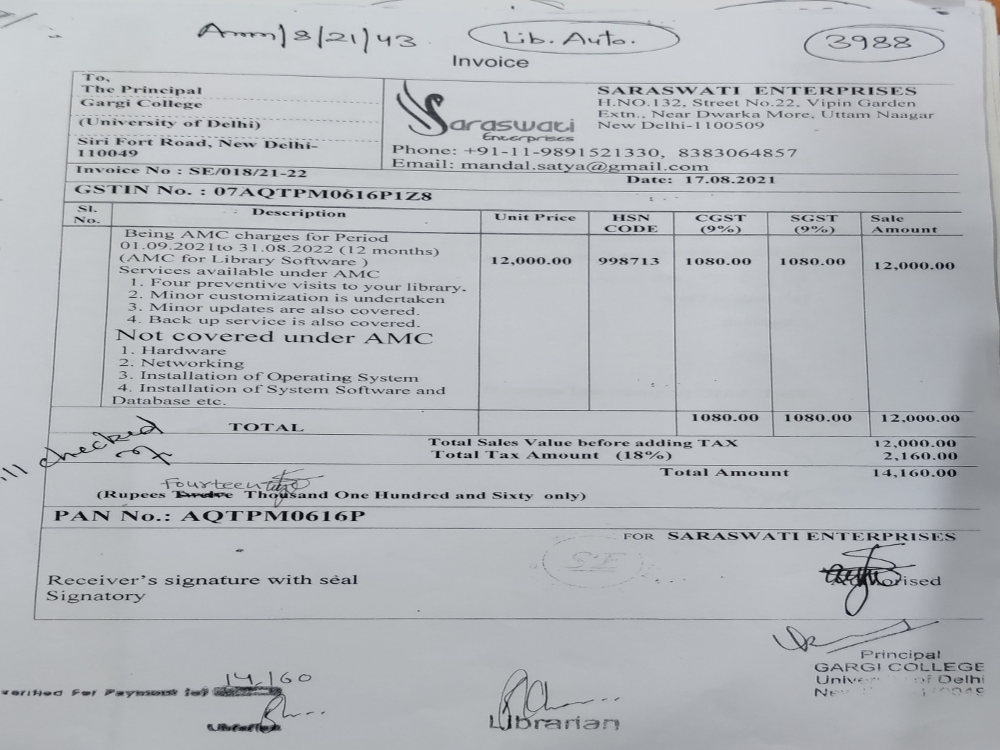 Ann/8/21/43
Lib. Auto.
3988
Invoice
To,
The Principal
Gargi College
(University of Delhi)
Siri Fort Road, New Delhi-
110049
Saraswati
Enterprises
SARASWATI ENTERPRISES
H.NO.132, Street No.22, Vipin Garden
Extn., Near Dwarka More, Uttam Naagar
New Delhi-1100509
Phone: +91-11-9891521330, 8383064857
Email: mandal.satya@gmail.com
Invoice No : SE/018/21-22
Date: 17.08.2021
GSTIN No. : 07AQTPM0616P1Z8
Sl. No. Description Unit Price HSN CODE CGST (9%) SGST (9%) Sale Amount
Being AMC charges for Period
01.09.2021to 31.08.2022 (12 months)
(AMC for Library Software ) 12,000.00 998713 1080.00 1080.00 12,000.00
Services available under AMC
1. Four preventive visits to your library.
2. Minor customization is undertaken
3. Minor updates are also covered.
4. Back up service is also covered.
Not covered under AMC
1. Hardware
2. Networking
3. Installation of Operating System
4. Installation of System Software and
Database etc.
TOTAL 1080.00 1080.00 12,000.00
Total Sales Value before adding TAX 12,000.00
Total Tax Amount (18%) 2,160.00
Total Amount 14,160.00
checked
Fourteen
(Rupees Twelve Thousand One Hundred and Sixty only)
PAN No.: AQTPM0616P
FOR SARASWATI ENTERPRISES
SE
Receiver's signature with seal
Authorised
Signatory
Principal
GARGI COLLEGE
University of Delhi
New 110049
14,160
Verified For Payment
Librarian
Librarian